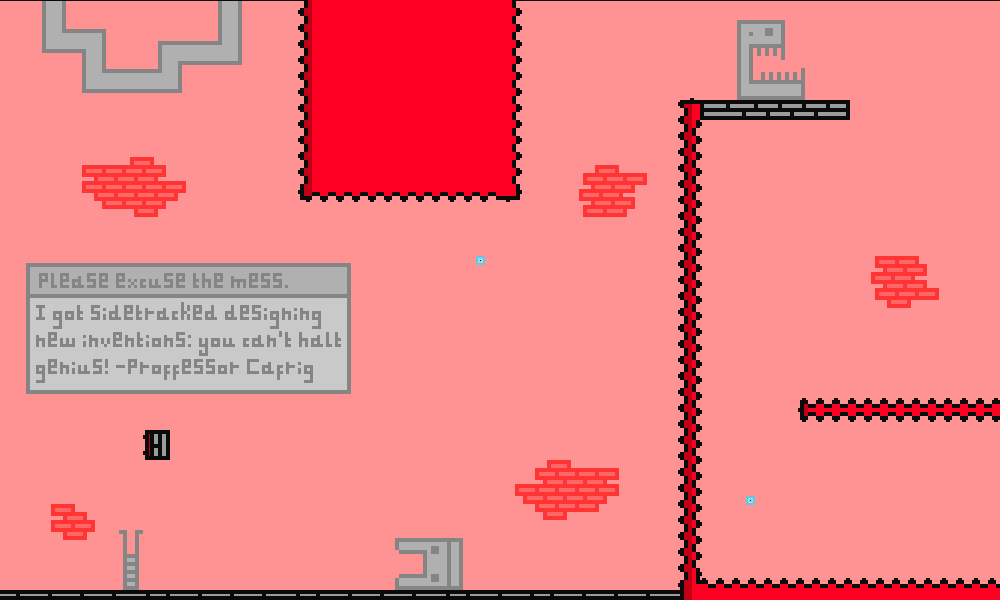 Please excuse the mess.
I got sidetracked designing
new inventions: you can't halt
genius! -Proffessor Cafrig